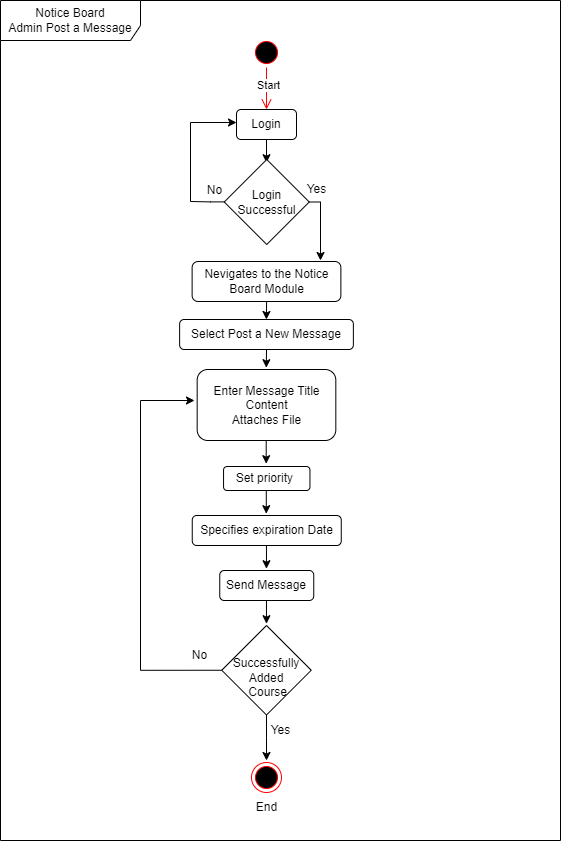 Notice Board
Admin Post a Message
Start
Login
No
Yes
Login
Successful
Nevigates to the Notice
Board Module
Select Post a New Message
Enter Message Title
Content
Attaches File
Set priority
Specifies expiration Date
Send Message
No
Successfully
Added
Course
Yes
End